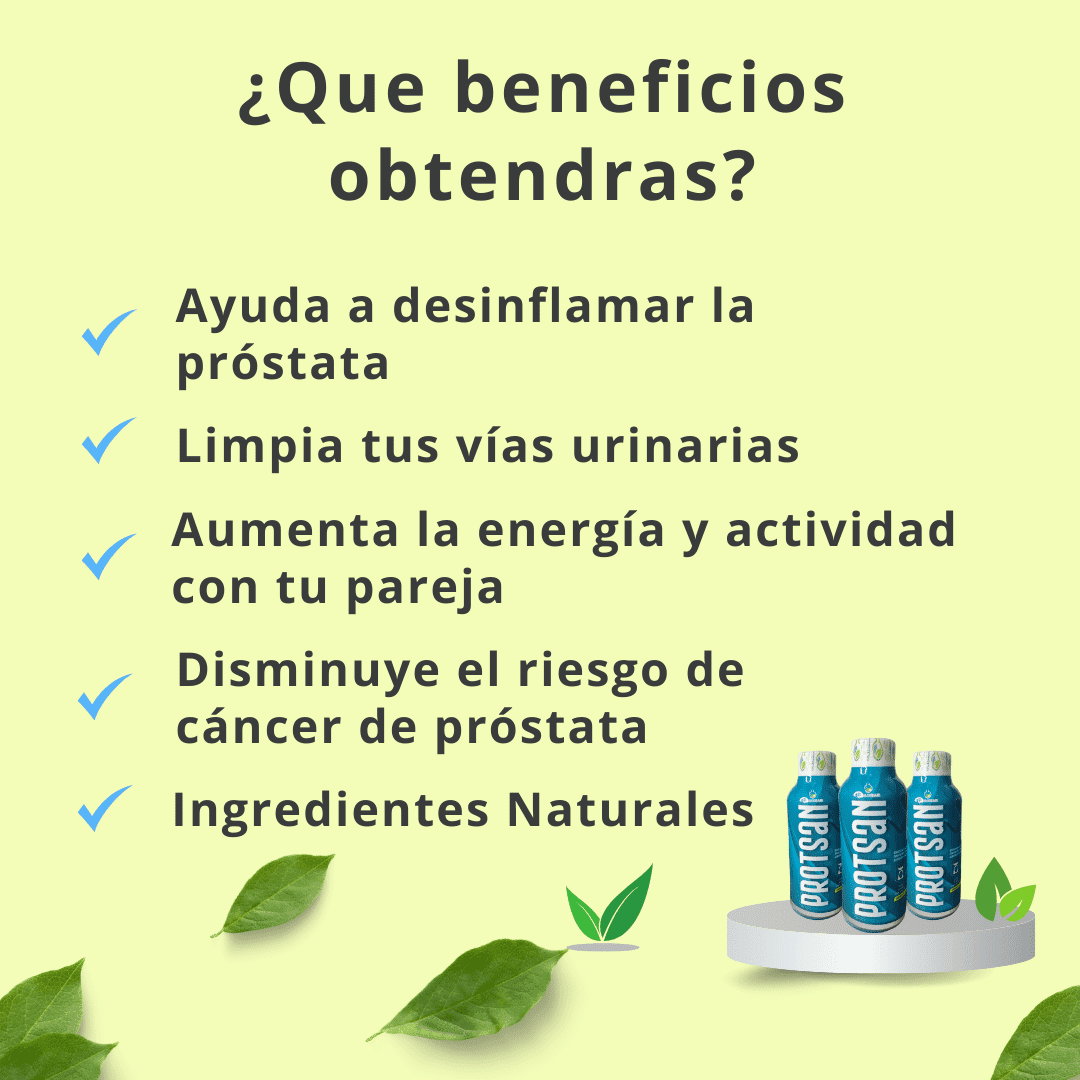 ¿Que beneficios
obtendras?
Ayuda a desinflamar la
próstata
Limpia tus vías urinarias
Aumenta la energía y actividad
con tu pareja
Disminuye el riesgo de
cáncer de próstata
Ingredientes Naturales
PROTSAN
PROTSAN
PROTSAN